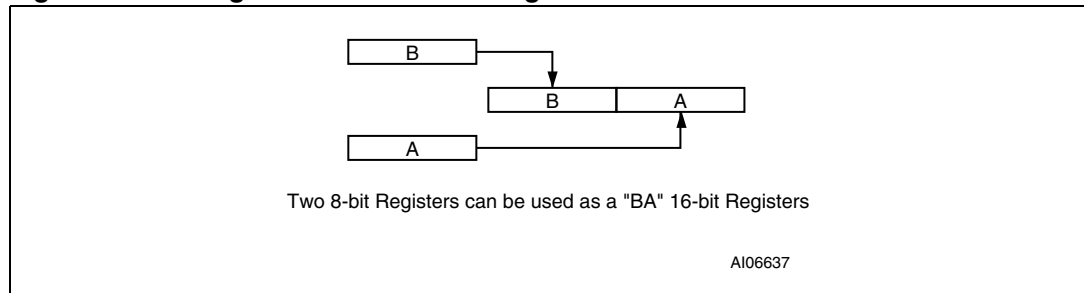 B
B A
A
Two 8-bit Registers can be used as a "BA" 16-bit Registers
AI06637